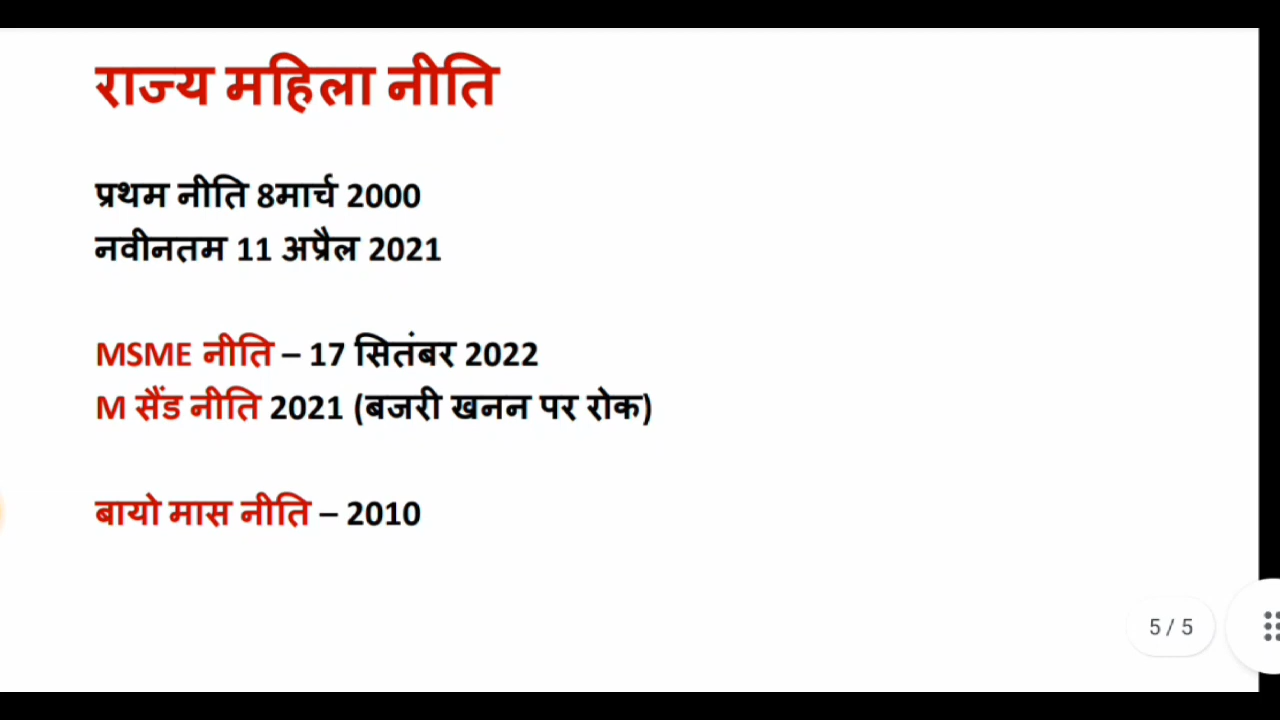 राज्य महिला नीति
प्रथम नीति 8मार्च 2000
नवीनतम 11 अप्रैल 2021
MSME नीति – 17 सितंबर 2022
M सैंड नीति 2021 (बजरी खनन पर रोक)
बायो मास नीति – 2010
5 / 5